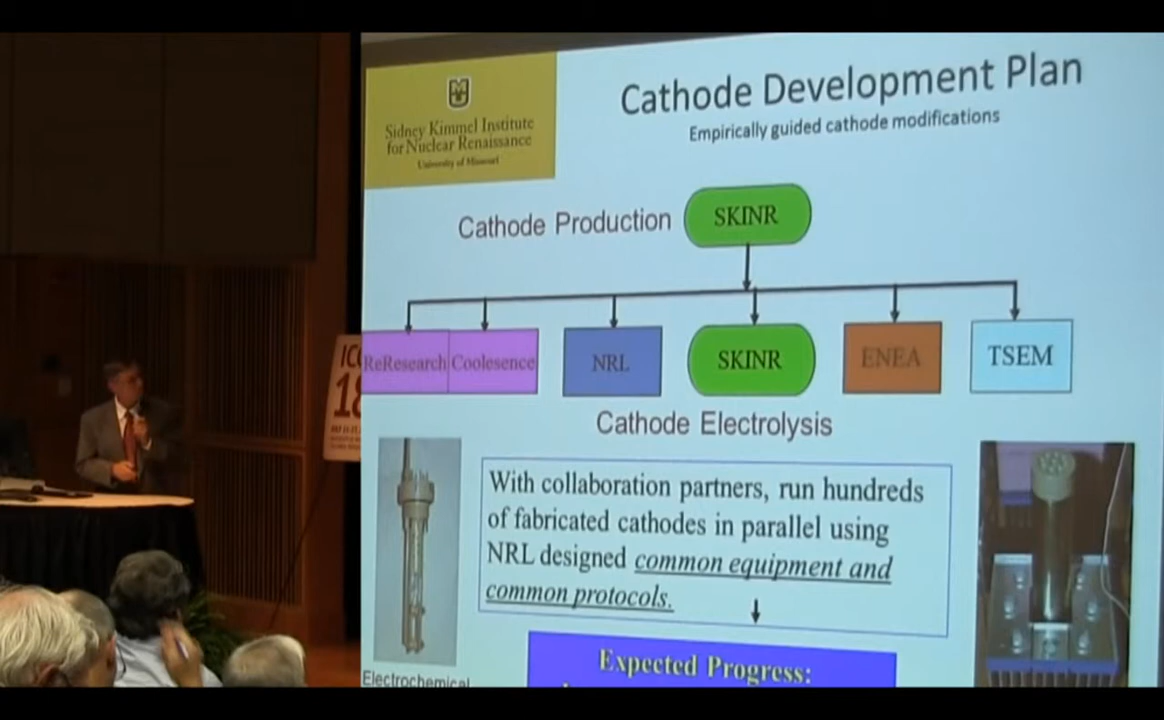 Sidney Kimmel Institute
for Nuclear Renaissance
University of Missouri
Cathode Development Plan
Empirically guided cathode modifications
Cathode Production
SKINR
ReResearch
Coolesence
NRL
SKINR
ENEA
TSEM
Cathode Electrolysis
With collaboration partners, run hundreds
of fabricated cathodes in parallel using
NRL designed common equipment and
common protocols.
Expected Progress:
Electrochemical
IC
18